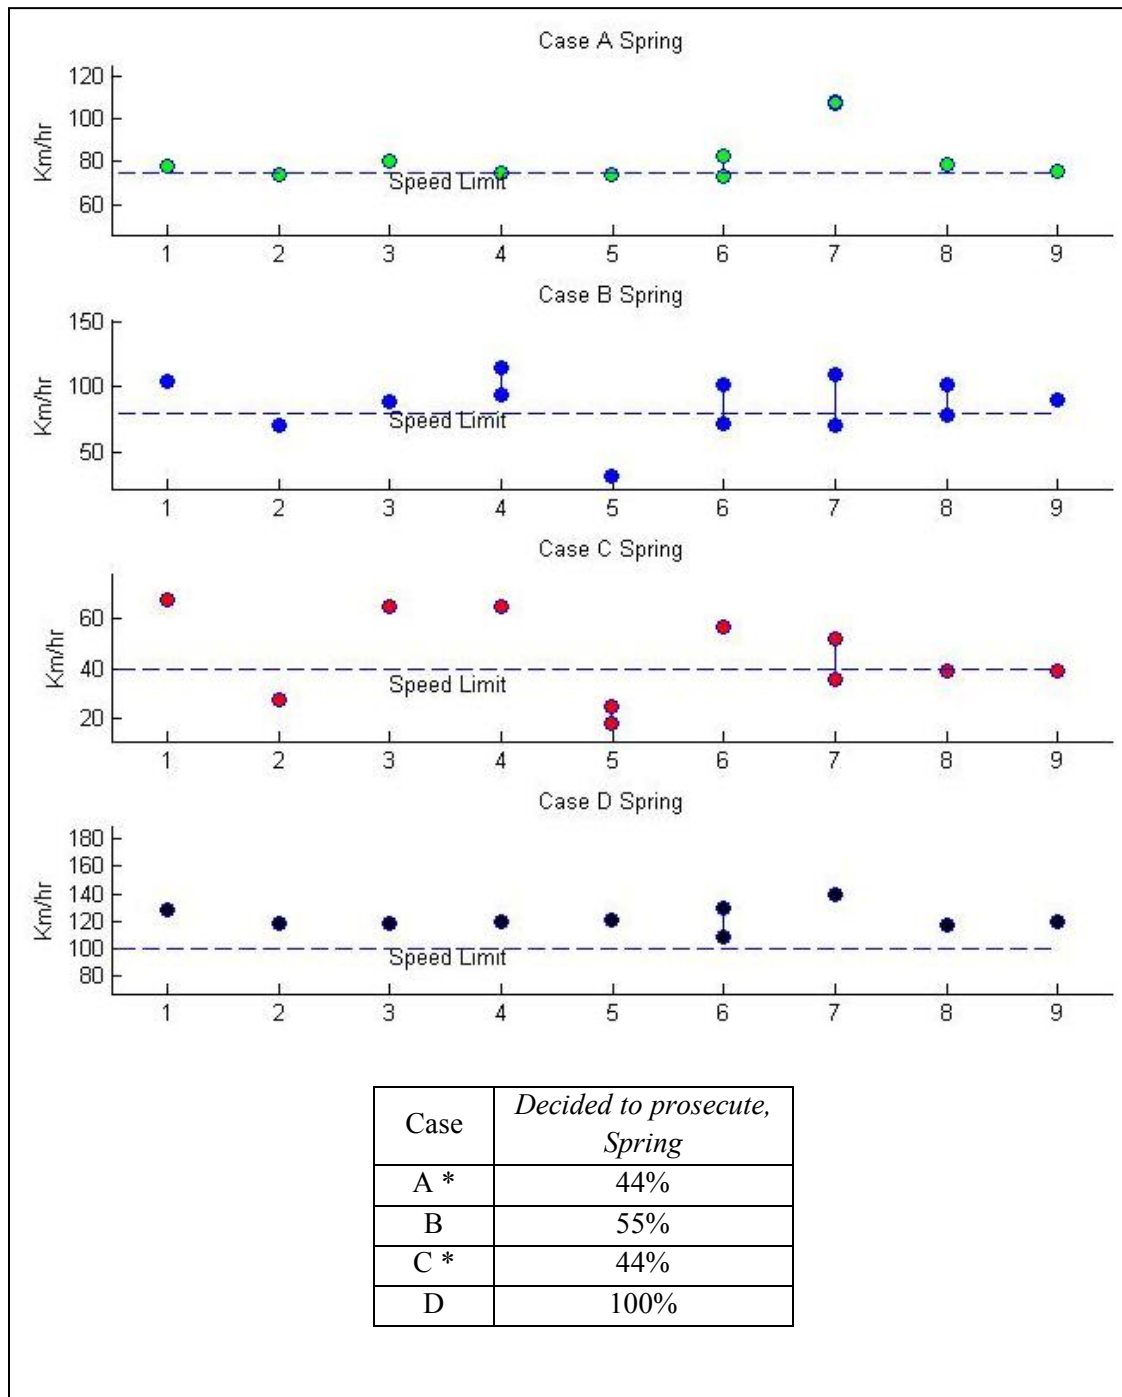 Case A Spring
120
100
80
60
Km/hr
Speed Limit
1 2 3 4 5 6 7 8 9
Case B Spring
150
100
50
Km/hr
Speed Limit
1 2 3 4 5 6 7 8 9
Case C Spring
60
40
20
Km/hr
Speed Limit
1 2 3 4 5 6 7 8 9
Case D Spring
180
160
140
120
100
80
Km/hr
Speed Limit
1 2 3 4 5 6 7 8 9
Case Decided to prosecute,
Spring
A * 44%
B 55%
C * 44%
D 100%